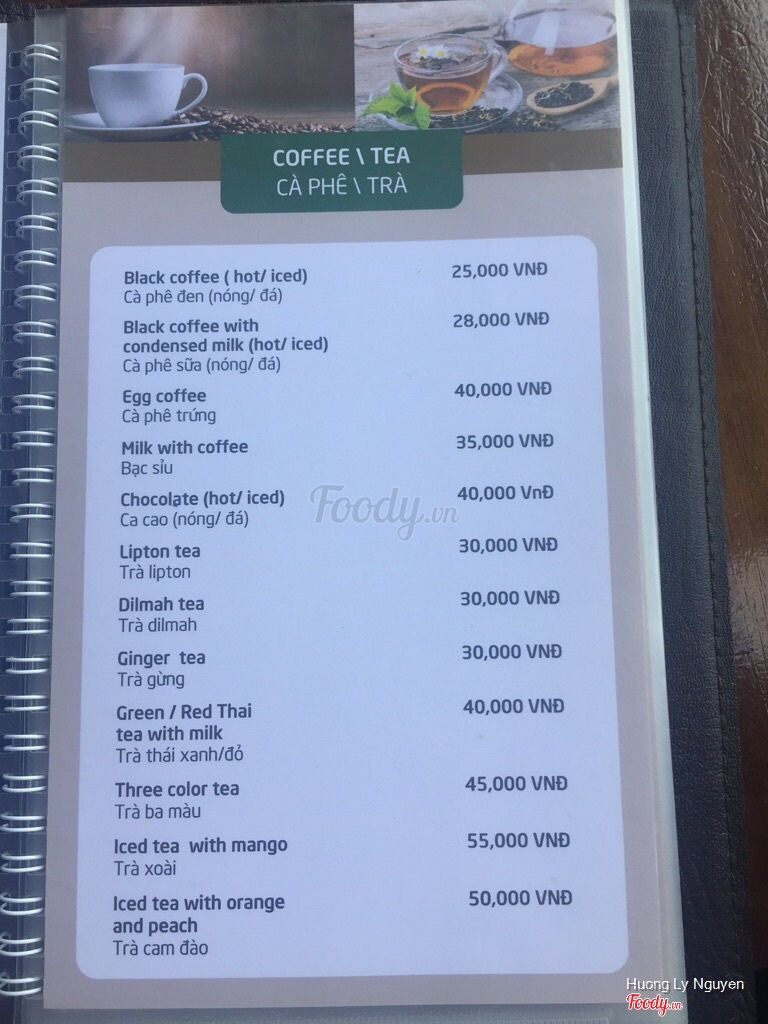 COFFEE \ TEA
CÀ PHÊ \ TRÀ
Black coffee ( hot/ iced) 25,000 VNĐ
Cà phê đen (nóng/ đá)
Black coffee with 28,000 VNĐ
condensed milk (hot/ iced)
Cà phê sữa (nóng/ đá)
Egg coffee 40,000 VNĐ
Cà phê trứng
Milk with coffee 35,000 VNĐ
Bạc sỉu
Chocolate (hot/ iced) 40,000 VnĐ
Ca cao (nóng/ đá)
Foody.vn
Lipton tea 30,000 VNĐ
Trà lipton
Dilmah tea 30,000 VNĐ
Trà dilmah
Ginger tea 30,000 VNĐ
Trà gừng
Green / Red Thai 40,000 VNĐ
tea with milk
Trà thái xanh/đỏ
Three color tea 45,000 VNĐ
Trà ba màu
Iced tea with mango 55,000 VNĐ
Trà xoài
Iced tea with orange 50,000 VNĐ
and peach
Trà cam đào
Huong Ly Nguyen
Foody.vn